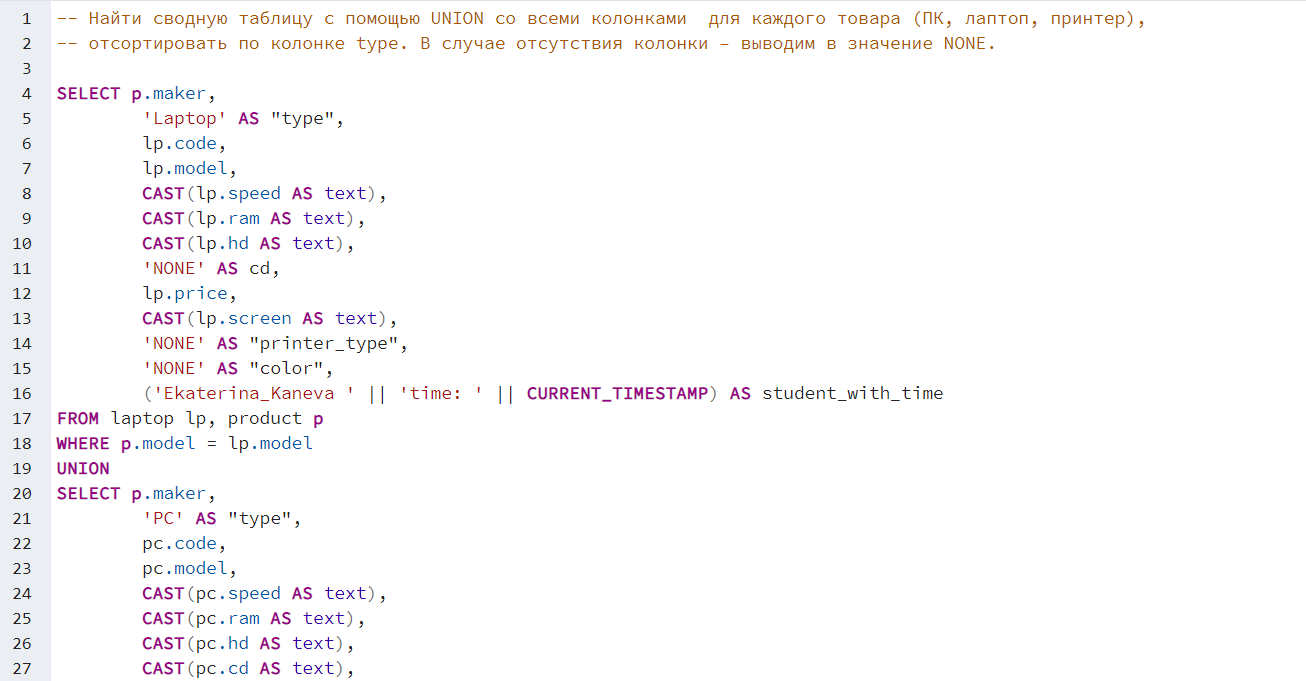 1 -- Найти сводную таблицу с помощью UNION со всеми колонками  для каждого товара (ПК, лаптоп, принтер),
2 -- отсортировать по колонке type. В случае отсутствия колонки – выводим в значение NONE.
3
4 SELECT p.maker,
5 'Laptop' AS "type",
6 lp.code,
7 lp.model,
8 CAST(lp.speed AS text),
9 CAST(lp.ram AS text),
10 CAST(lp.hd AS text),
11 'NONE' AS cd,
12 lp.price,
13 CAST(lp.screen AS text),
14 'NONE' AS "printer_type",
15 'NONE' AS "color",
16 ('Ekaterina_Kaneva ' || 'time: ' || CURRENT_TIMESTAMP) AS student_with_time
17 FROM laptop lp, product p
18 WHERE p.model = lp.model
19 UNION
20 SELECT p.maker,
21 'PC' AS "type",
22 pc.code,
23 pc.model,
24 CAST(pc.speed AS text),
25 CAST(pc.ram AS text),
26 CAST(pc.hd AS text),
27 CAST(pc.cd AS text),